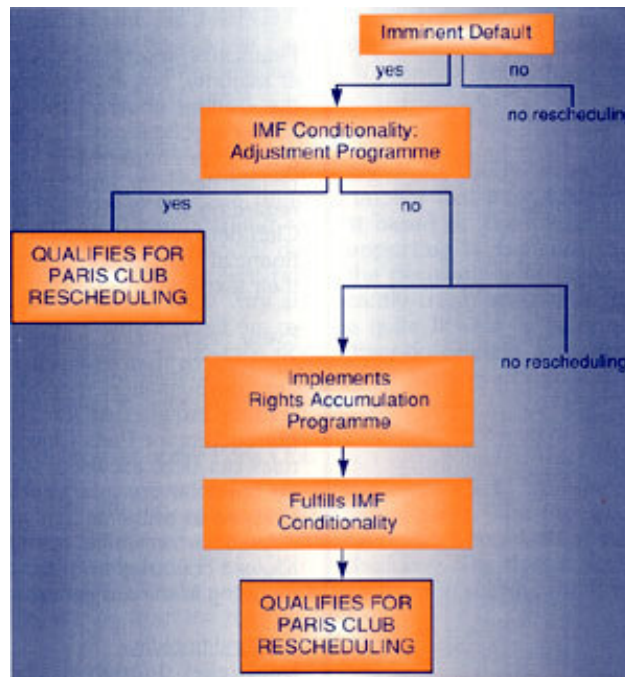 Imminent Default
yes
no
no rescheduling
IMF Conditionality:
Adjustment Programme
yes
no
QUALIFIES FOR
PARIS CLUB
RESCHEDULING
no rescheduling
Implements
Rights Accumulation
Programme
Fulfills IMF
Conditionality
QUALIFIES FOR
PARIS CLUB
RESCHEDULING